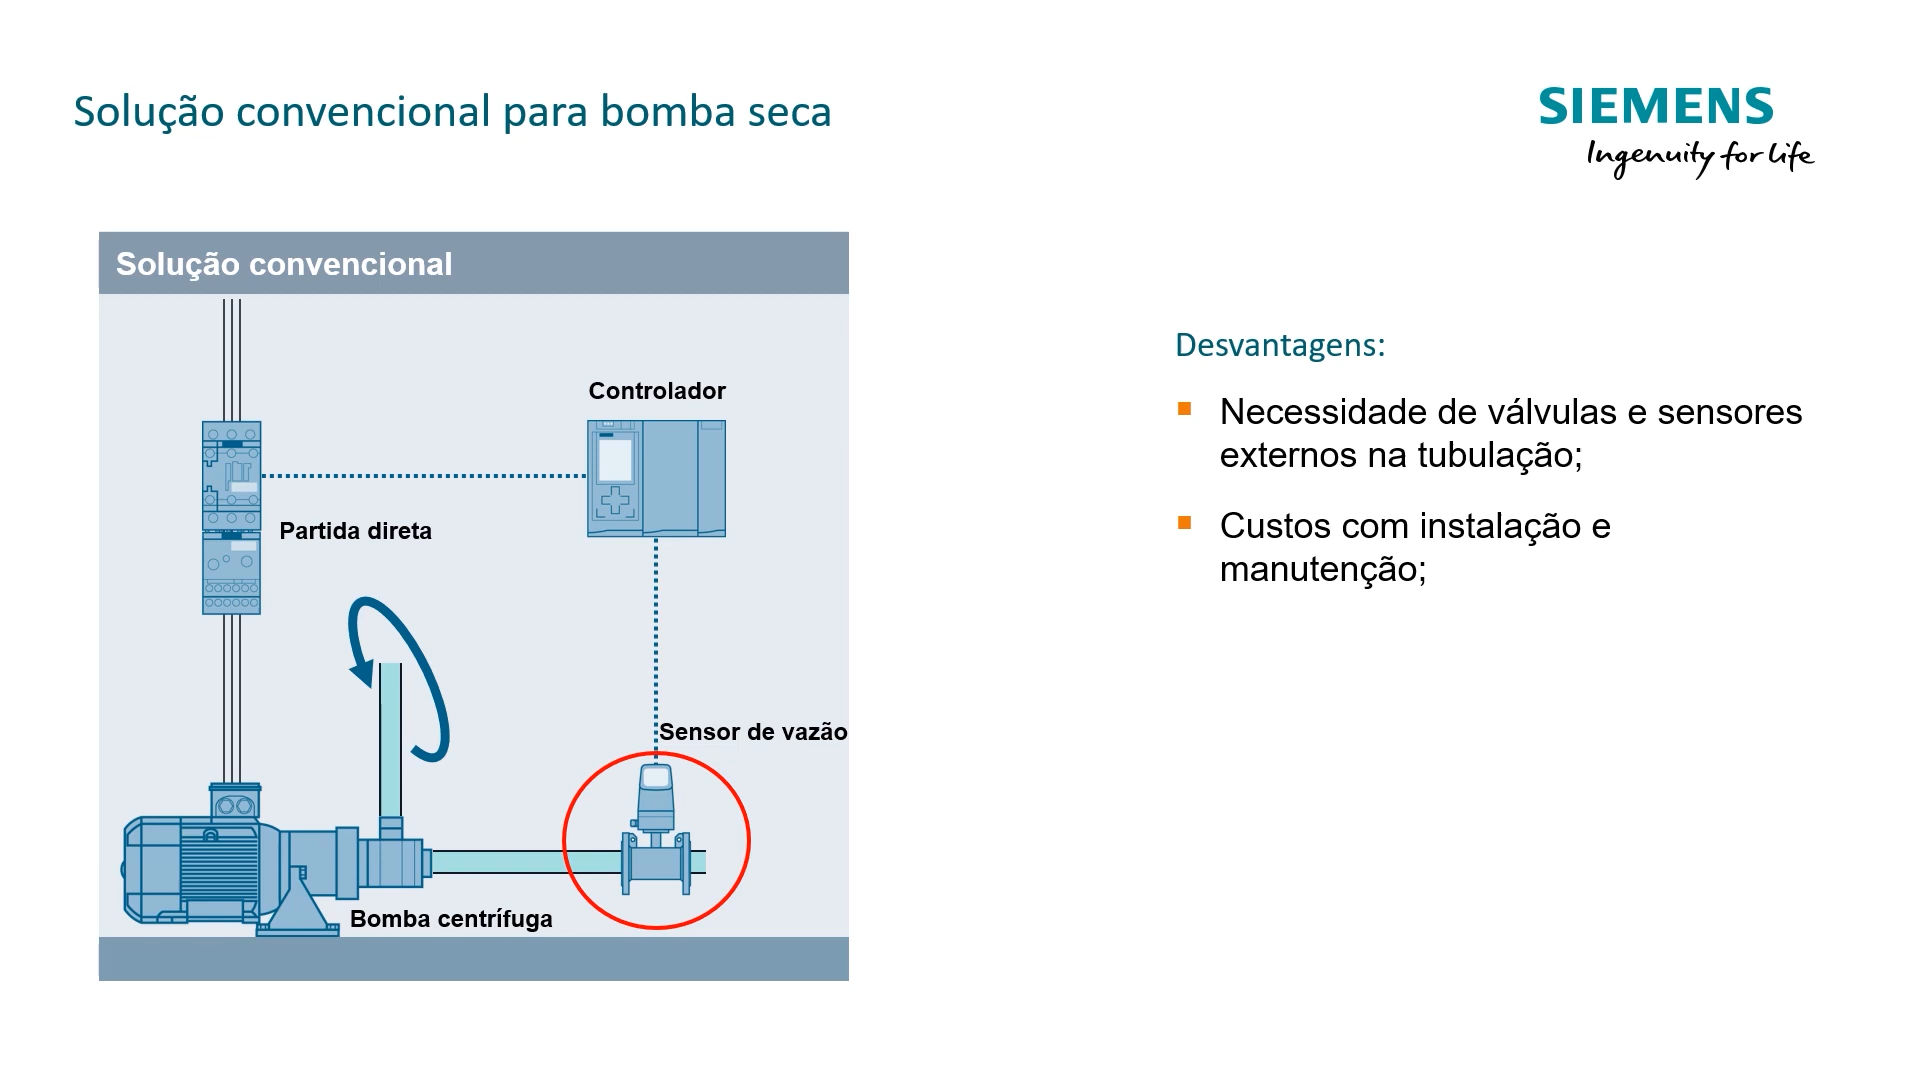 Solução convencional para bomba seca
SIEMENS
Ingenuity for life
Solução convencional
Controlador
Partida direta
Sensor de vazão
Bomba centrífuga
Desvantagens:
Necessidade de válvulas e sensores
externos na tubulação;
Custos com instalação e
manutenção;